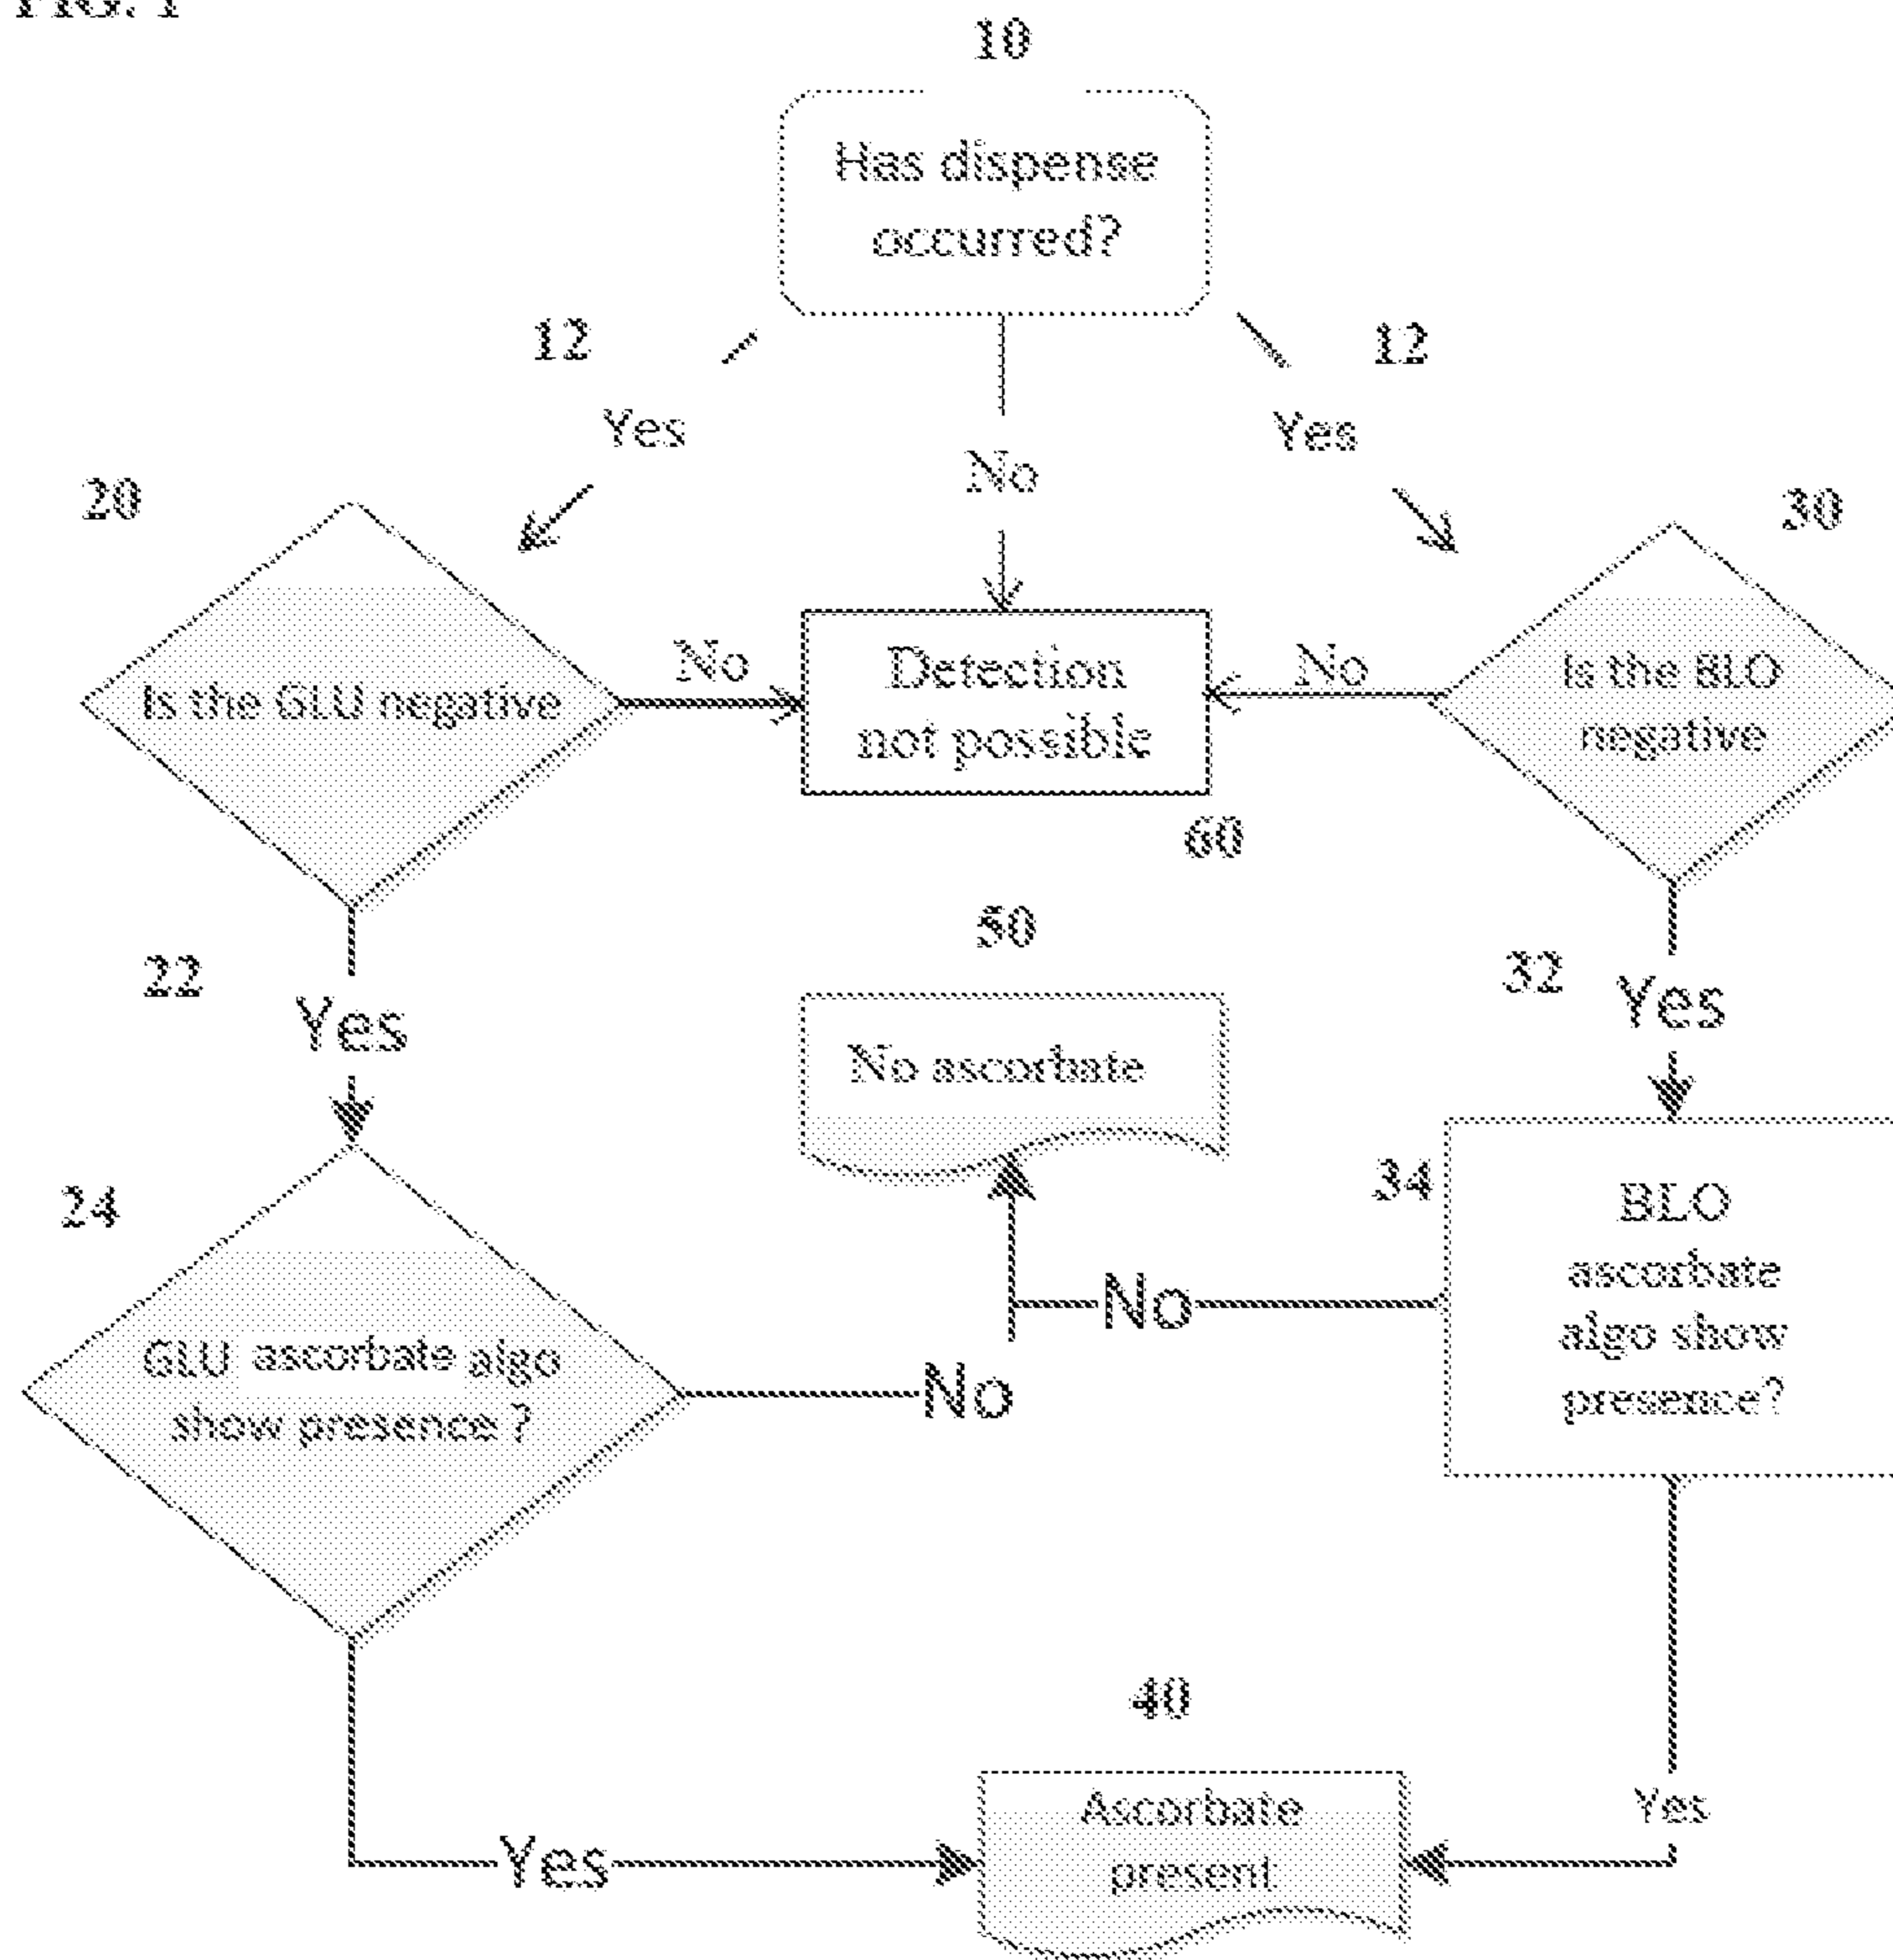 FIG. 1
10
Has dispense
occurred?
12
12
Yes
Yes
No
20
30
Is the GLU negative
No
Detection
not possible
No
Is the BLO
negative
60
50
22
Yes
32
Yes
No ascorbate
24
34
GLU ascorbate algo
show presence?
BLO
ascorbate
algo show
presence?
No
No
40
Ascorbate
present
Yes
Yes